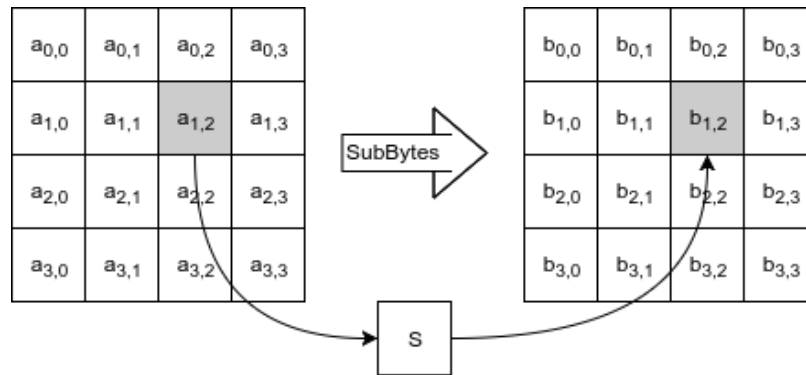 a0,0 a0,1 a0,2 a0,3 b0,0 b0,1 b0,2 b0,3
a1,0 a1,1 a1,2 a1,3 SubBytes b1,0 b1,1 b1,2 b1,3
a2,0 a2,1 a2,2 a2,3 b2,0 b2,1 b2,2 b2,3
a3,0 a3,1 a3,2 a3,3 b3,0 b3,1 b3,2 b3,3
S